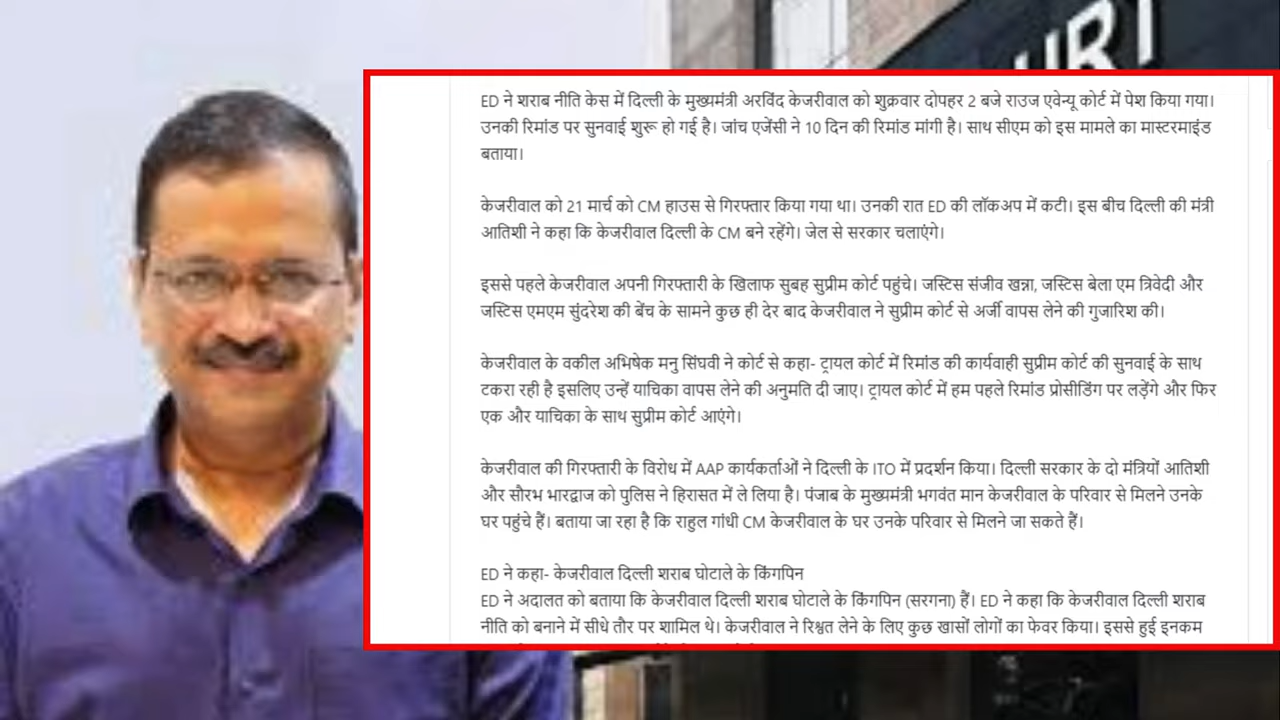 URT
ED ने शराब नीति केस में दिल्ली के मुख्यमंत्री अरविंद केजरीवाल को शुक्रवार दोपहर 2 बजे राउज एवेन्यू कोर्ट में पेश किया गया।
उनकी रिमांड पर सुनवाई शुरू हो गई है। जांच एजेंसी ने 10 दिन की रिमांड मांगी है। साथ सीएम को इस मामले का मास्टरमाइंड
बताया।
केजरीवाल को 21 मार्च को CM हाउस से गिरफ्तार किया गया था। उनकी रात ED की लॉकअप में कटी। इस बीच दिल्ली की मंत्री
आतिशी ने कहा कि केजरीवाल दिल्ली के CM बने रहेंगे। जेल से सरकार चलाएंगे।
इससे पहले केजरीवाल अपनी गिरफ्तारी के खिलाफ सुबह सुप्रीम कोर्ट पहुंचे। जस्टिस संजीव खन्ना, जस्टिस बेला एम त्रिवेदी और
जस्टिस एमएम सुंदरेश की बेंच के सामने कुछ ही देर बाद केजरीवाल ने सुप्रीम कोर्ट से अर्जी वापस लेने की गुजारिश की।
केजरीवाल के वकील अभिषेक मनु सिंघवी ने कोर्ट से कहा- ट्रायल कोर्ट में रिमांड की कार्यवाही सुप्रीम कोर्ट की सुनवाई के साथ
टकरा रही है इसलिए उन्हें याचिका वापस लेने की अनुमति दी जाए। ट्रायल कोर्ट में हम पहले रिमांड प्रोसीडिंग पर लड़ेंगे और फिर
एक और याचिका के साथ सुप्रीम कोर्ट आएंगे।
केजरीवाल की गिरफ्तारी के विरोध में AAP कार्यकर्ताओं ने दिल्ली के ITO में प्रदर्शन किया। दिल्ली सरकार के दो मंत्रियों आतिशी
और सौरभ भारद्वाज को पुलिस ने हिरासत में ले लिया है। पंजाब के मुख्यमंत्री भगवंत मान केजरीवाल के परिवार से मिलने उनके
घर पहुंचे हैं। बताया जा रहा है कि राहुल गांधी CM केजरीवाल के घर उनके परिवार से मिलने जा सकते हैं।
ED ने कहा- केजरीवाल दिल्ली शराब घोटाले के किंगपिन
ED ने अदालत को बताया कि केजरीवाल दिल्ली शराब घोटाले के किंगपिन (सरगना) हैं। ED ने कहा कि केजरीवाल दिल्ली शराब
नीति को बनाने में सीधे तौर पर शामिल थे। केजरीवाल ने रिश्वत लेने के लिए कुछ खासों लोगों का फेवर किया। इससे हुई इनकम